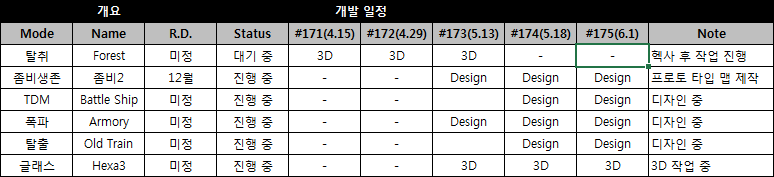 개요 개발 일정
Mode Name R.D. Status #171(4.15) #172(4.29) #173(5.13) #174(5.18) #175(6.1) Note
탈취 Forest 미정 대기 중 3D 3D 3D - - 헥사 후 작업 진행
좀비생존 좀비2 12월 진행 중 - - Design Design Design 프로토 타입 맵 제작
TDM Battle Ship 미정 진행 중 - - Design Design 디자인 중
폭파 Armory 미정 진행 중 - - Design Design Design 디자인 중
탈출 Old Train 미정 진행 중 - - Design Design 디자인 중
글래스 Hexa3 미정 진행 중 - - 3D 3D 3D 3D 작업 중